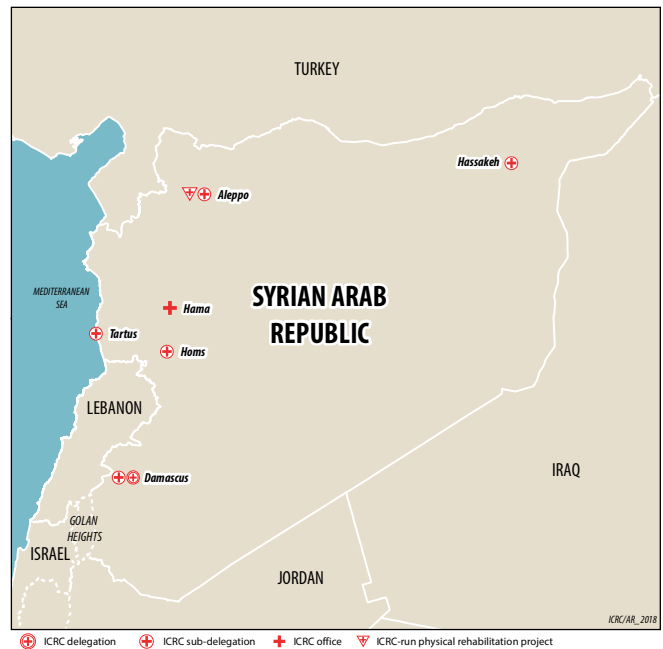 TURKEY
Hassakeh
Aleppo
MEDITERRANEAN
SEA
SYRIAN ARAB
REPUBLIC
Hama
Tartus
Homs
LEBANON
IRAQ
Damascus
GOLAN
HEIGHTS
ISRAEL
JORDAN
ICRC/AR_2018
ICRC delegation
ICRC sub-delegation
ICRC office
ICRC-run physical rehabilitation project